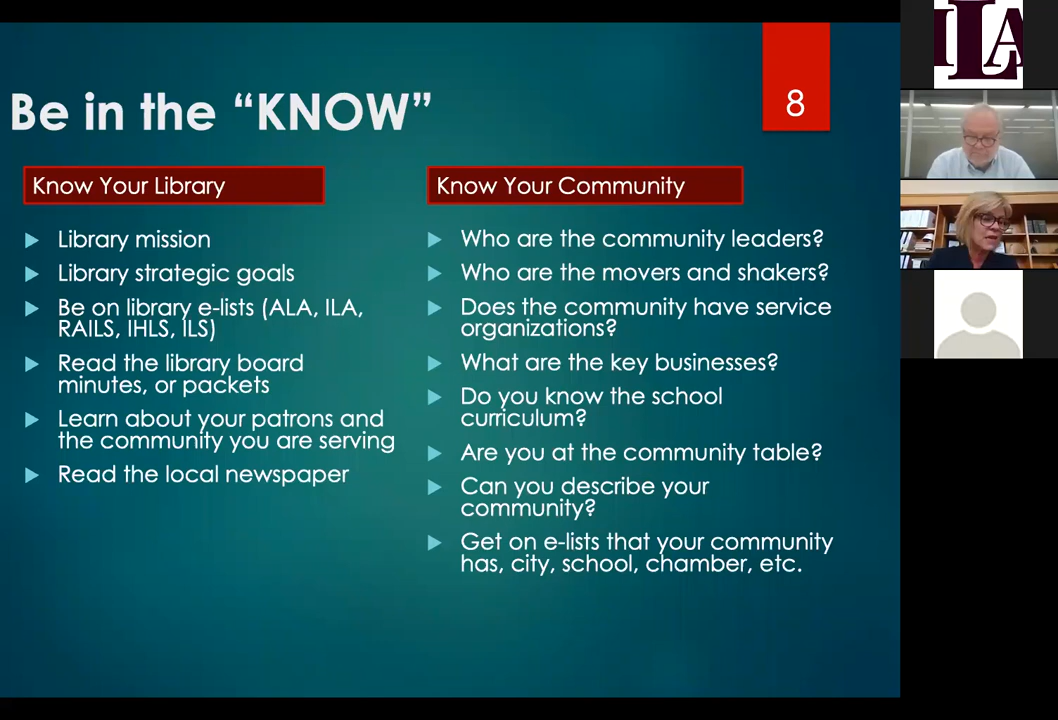 Be in the “KNOW”
8
Know Your Library
Library mission
Library strategic goals
Be on library e-lists (ALA, ILA,
RAILS, IHLS, ILS)
Read the library board
minutes, or packets
Learn about your patrons and
the community you are serving
Read the local newspaper
Know Your Community
Who are the community leaders?
Who are the movers and shakers?
Does the community have service
organizations?
What are the key businesses?
Do you know the school
curriculum?
Are you at the community table?
Can you describe your
community?
Get on e-lists that your community
has, city, school, chamber, etc.
ILA